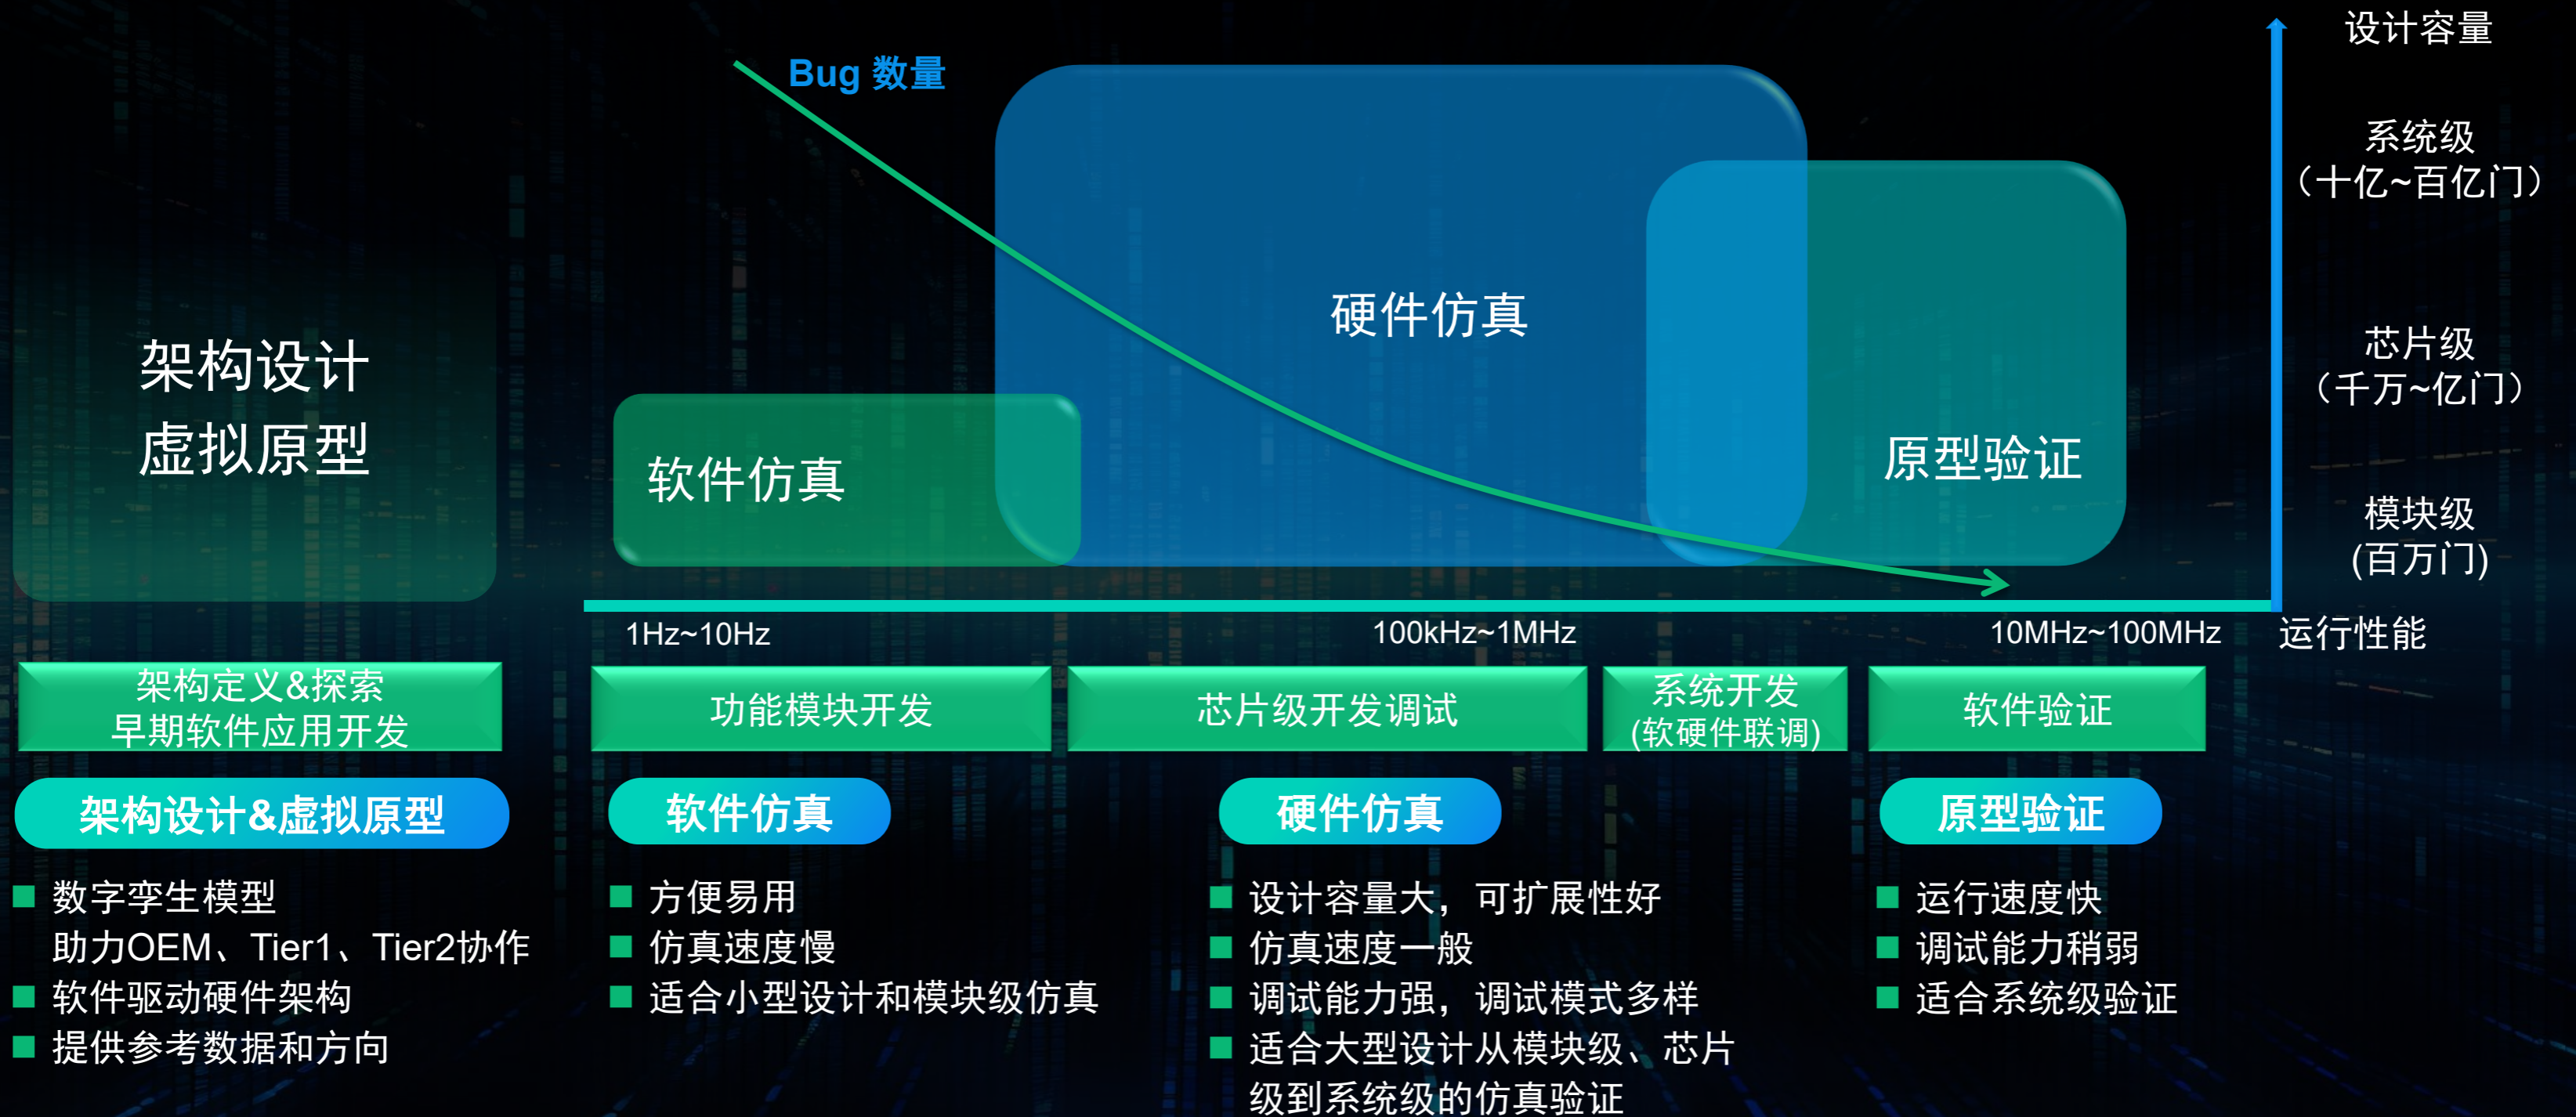 Bug 数量
设计容量
系统级
（十亿~百亿门）
芯片级
（千万~亿门）
模块级
(百万门)
架构设计
虚拟原型
软件仿真
硬件仿真
原型验证
1Hz~10Hz
100kHz~1MHz
10MHz~100MHz
运行性能
架构定义&探索
早期软件应用开发
功能模块开发
芯片级开发调试
系统开发
(软硬件联调)
软件验证
架构设计&虚拟原型
数字孪生模型
助力OEM、Tier1、Tier2协作
软件驱动硬件架构
提供参考数据和方向
软件仿真
方便易用
仿真速度慢
适合小型设计和模块级仿真
硬件仿真
设计容量大，可扩展性好
仿真速度一般
调试能力强，调试模式多样
适合大型设计从模块级、芯片
级到系统级的仿真验证
原型验证
运行速度快
调试能力稍弱
适合系统级验证